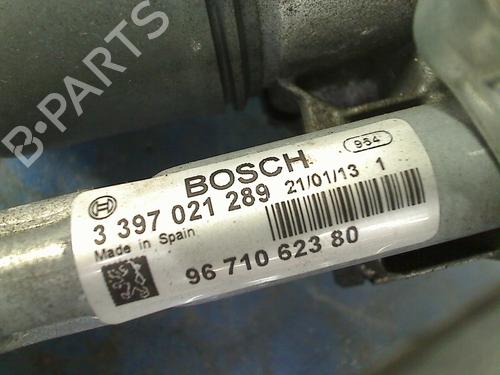 B-PARTS
BOSCH
984
3 397 021 289
21/01/13 1
Made in Spain
96 710 623 80